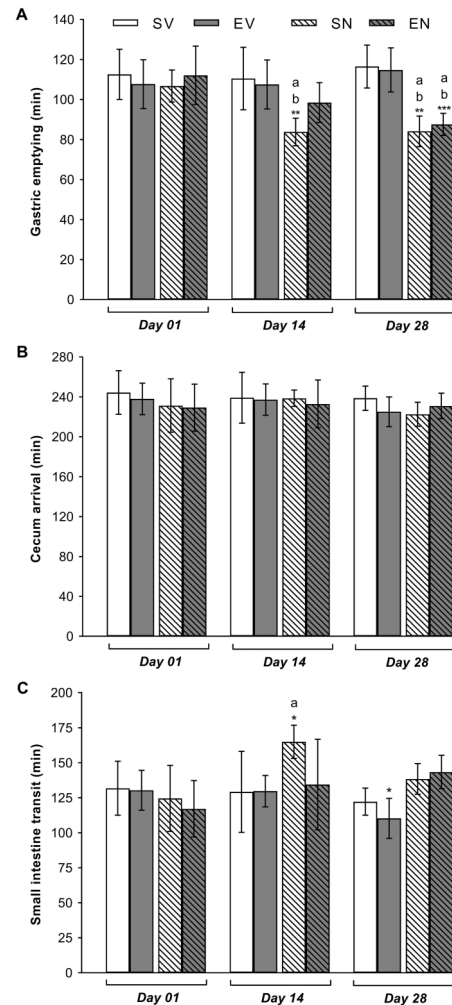 A
SV EV SN EN
Gastric emptying (min)
140
120
100
80
60
40
20
0
a
b
**
a
b
**
a
b
***
Day 01 Day 14 Day 28
B
Cecum arrival (min)
280
240
200
160
120
80
40
0
Day 01 Day 14 Day 28
C
Small intestine transit (min)
200
175
150
125
100
75
50
25
0
a
*
*
Day 01 Day 14 Day 28